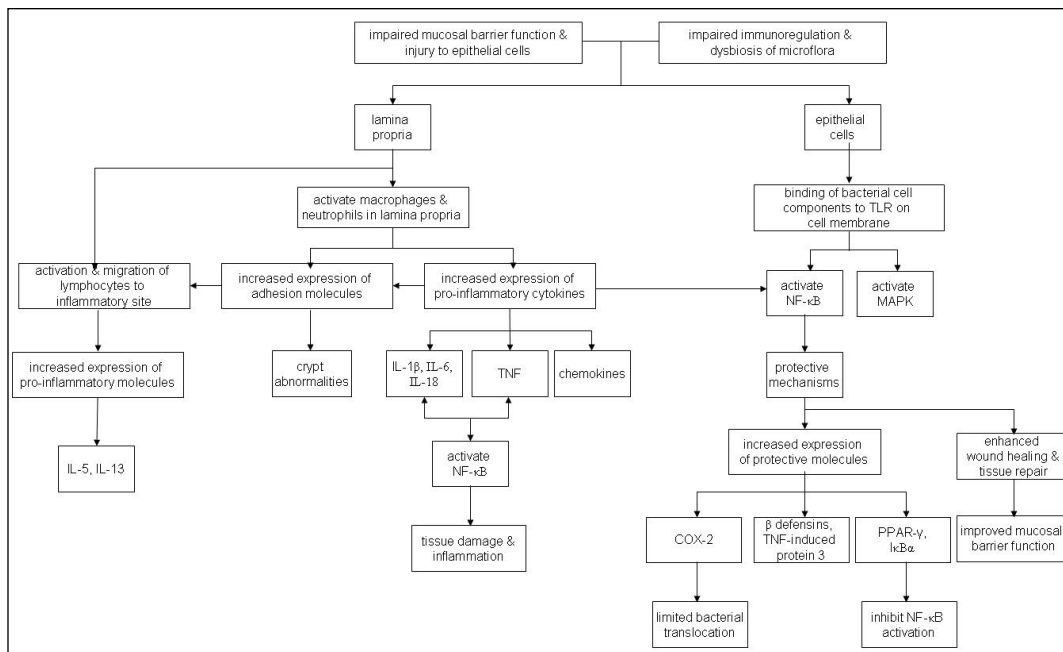 impaired mucosal barrier function &
injury to epithelial cells
impaired immunoregulation &
dysbiosis of microflora
lamina
propria
epithelial
cells
activate macrophages &
neutrophils in lamina propria
binding of bacterial cell
components to TLR on
cell membrane
activation & migration of
lymphocytes to
inflammatory site
increased expression of
adhesion molecules
increased expression of
pro-inflammatory cytokines
activate
NF-κB
activate
MAPK
increased expression of
pro-inflammatory molecules
crypt
abnormalities
IL-1β, IL-6,
IL-18
TNF
chemokines
protective
mechanisms
IL-5, IL-13
activate
NF-κB
increased expression
of protective molecules
enhanced
wound healing &
tissue repair
tissue damage &
inflammation
COX-2
β defensins,
TNF-induced
protein 3
PPAR-γ,
IκBα
improved mucosal
barrier function
limited bacterial
translocation
inhibit NF-κB
activation